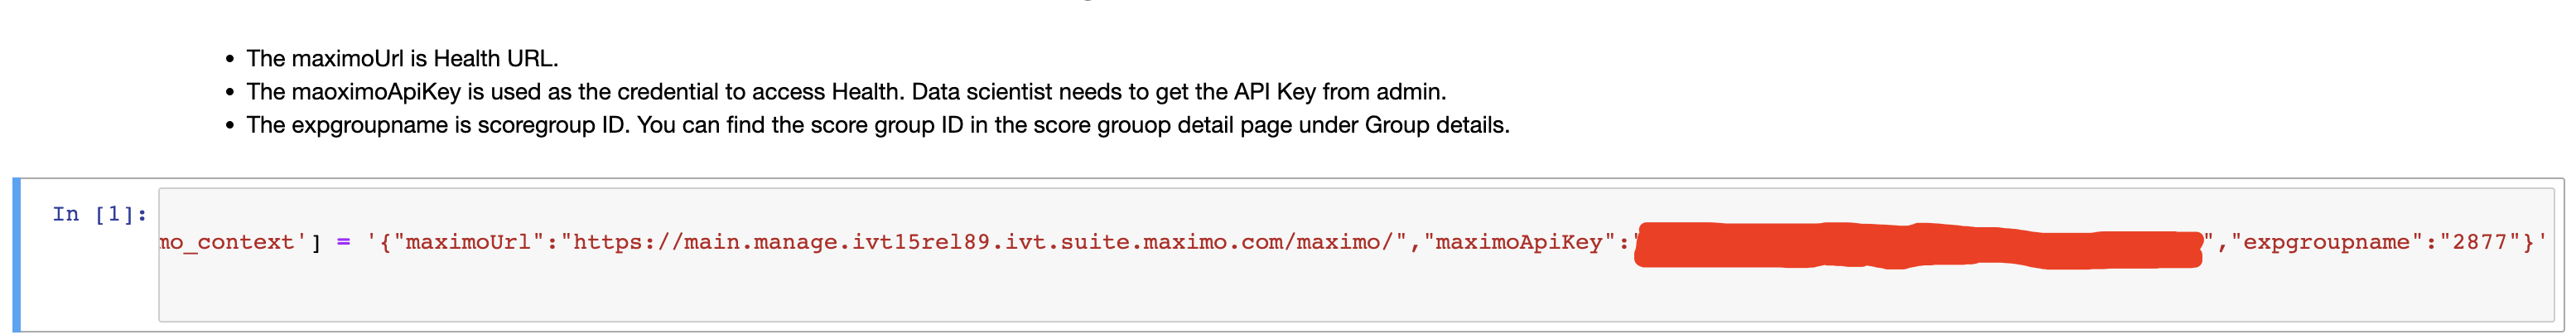 The maximoUrl is Health URL.
The maoximoApiKey is used as the credential to access Health. Data scientist needs to get the API Key from admin.
The expgroupname is scoregroup ID. You can find the score group ID in the score grouop detail page under Group details.
In [1]:
mo_context'] = '{"maximoUrl":"https://main.manage.ivt15rel89.ivt.suite.maximo.com/maximo/","maximoApiKey":" ","expgroupname":"2877"}'